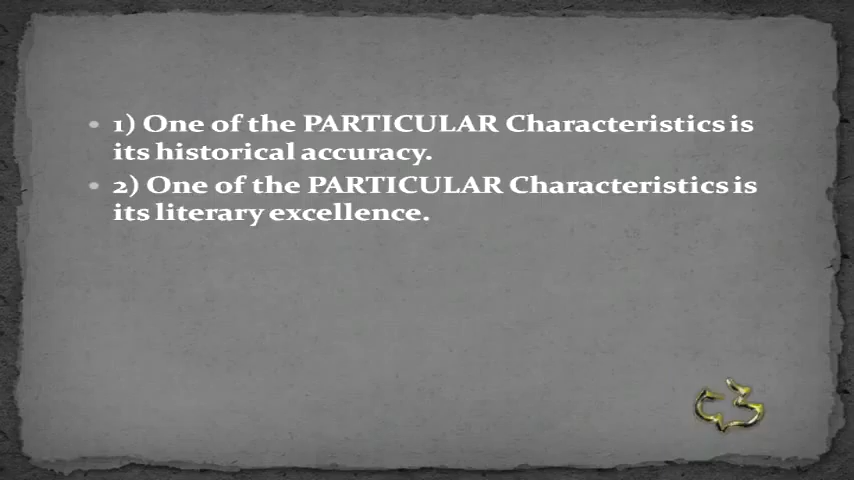 1) One of the PARTICULAR Characteristics is
its historical accuracy.
2) One of the PARTICULAR Characteristics is
its literary excellence.